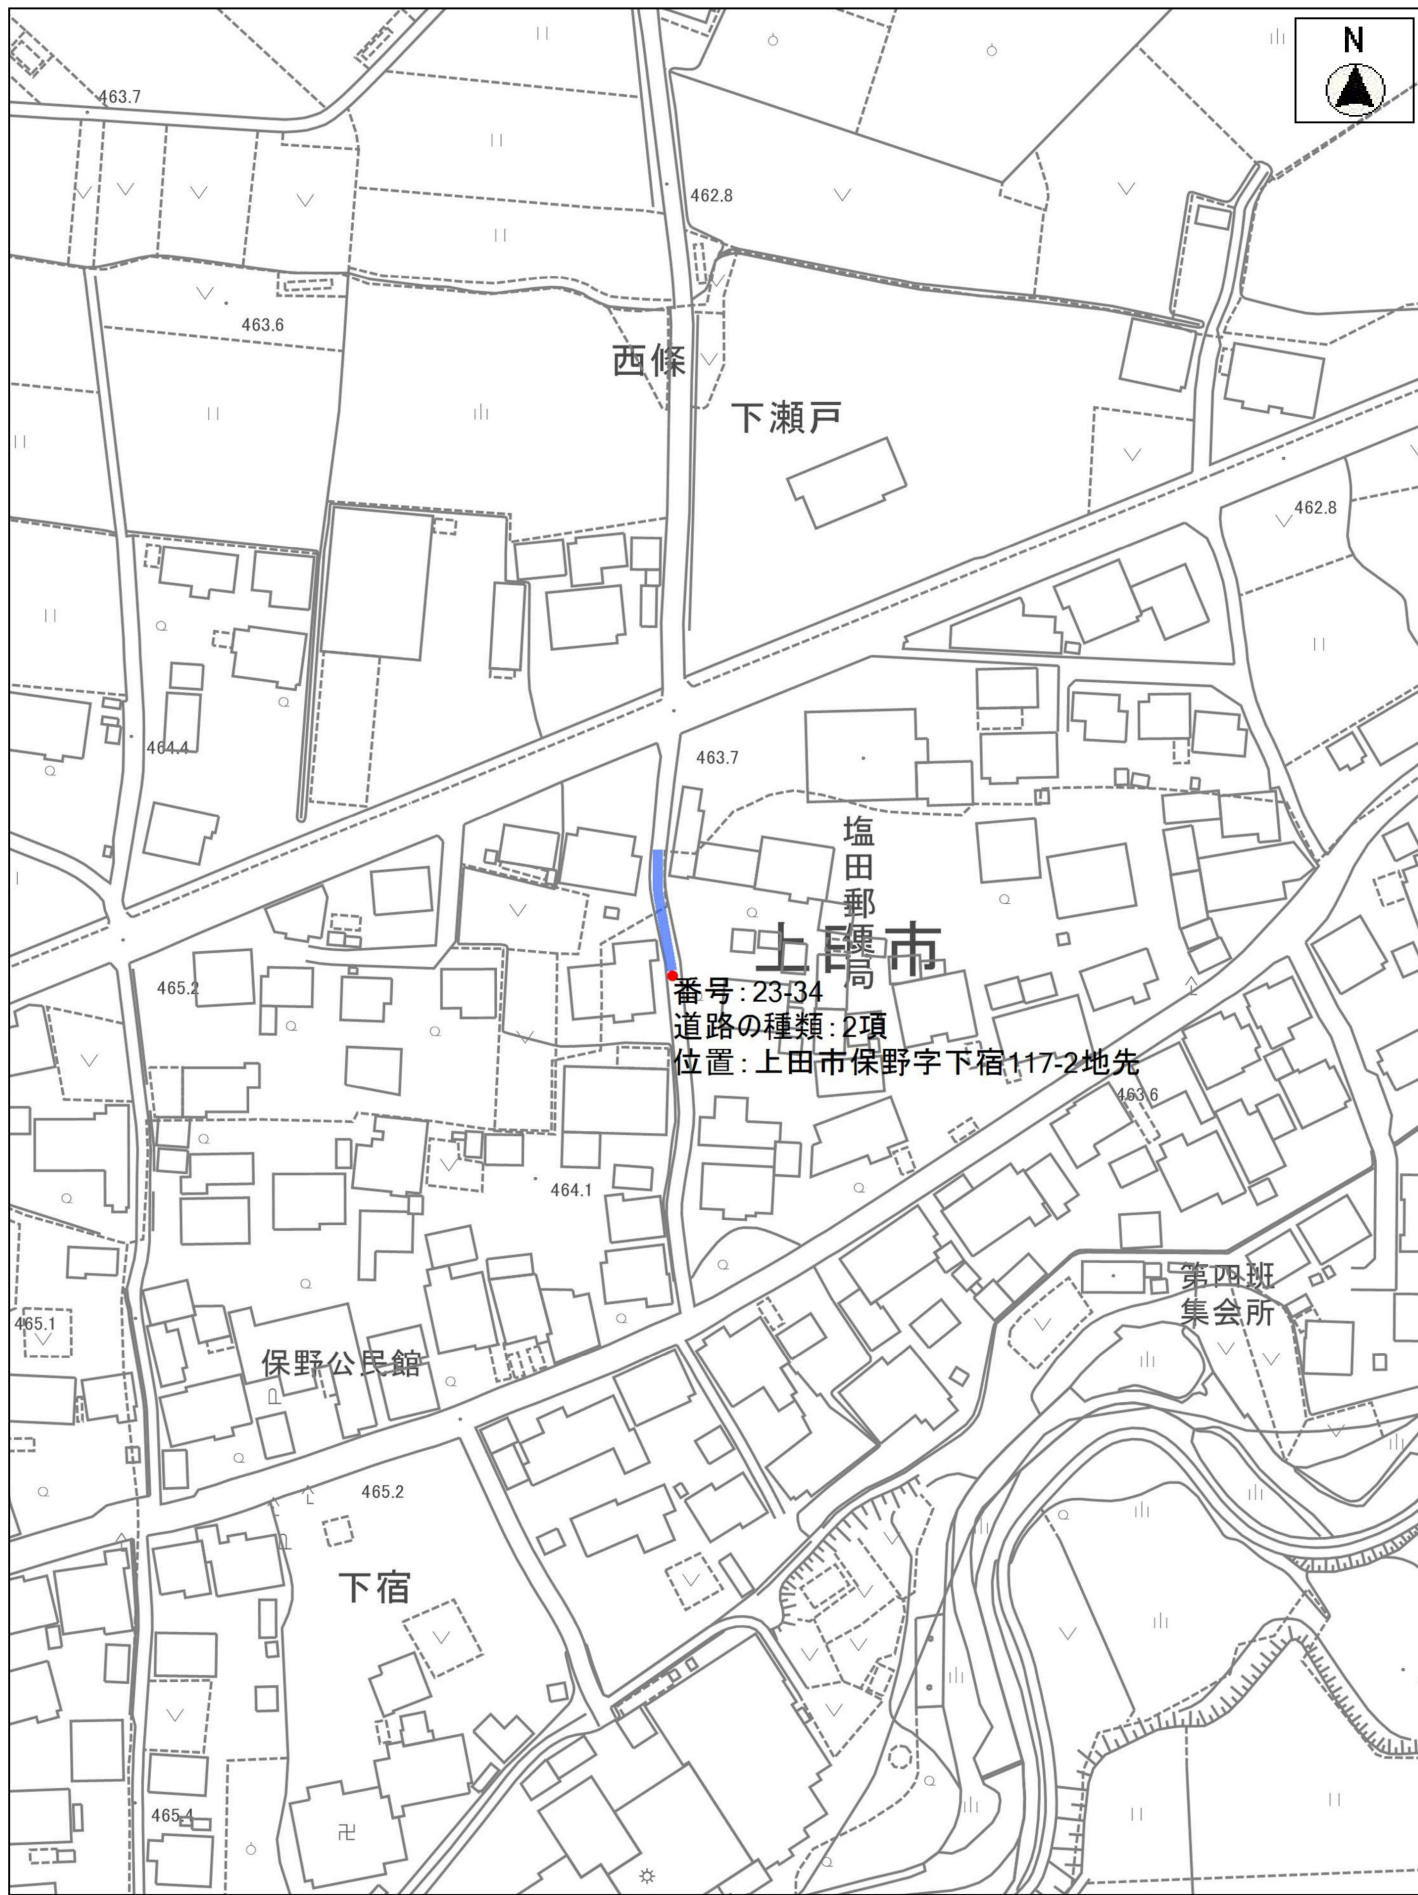 N
463.7
462.8
463.6
西條
下瀬戸
462.8
464.4
463.7
塩田郵便局
上田市
465.2
番号:23-34
道路の種類:2項
位置:上田市保野字下宿117-2地先
463.6
464.1
第四班
集会所
465.1
保野公民館
465.2
下宿
465.4